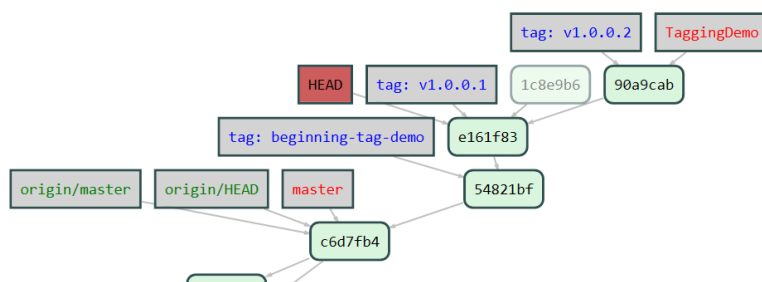 tag: v1.0.0.2
TaggingDemo
HEAD
tag: v1.0.0.1
1c8e9b6
90a9cab
tag: beginning-tag-demo
e161f83
origin/master
origin/HEAD
master
54821bf
c6d7fb4